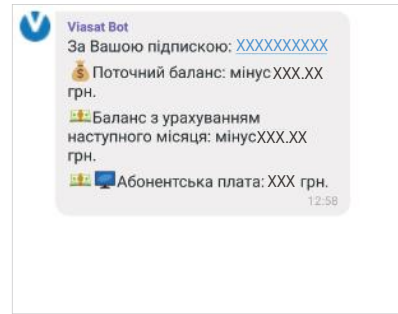 Viasat Bot
За Вашою підпискою: XXXXXXXXXX
Поточний баланс: мінус XXX.XX
грн.
Баланс з урахуванням
наступного місяця: мінусXXX.XX
грн.
Абонентська плата: XXX грн.
12:58